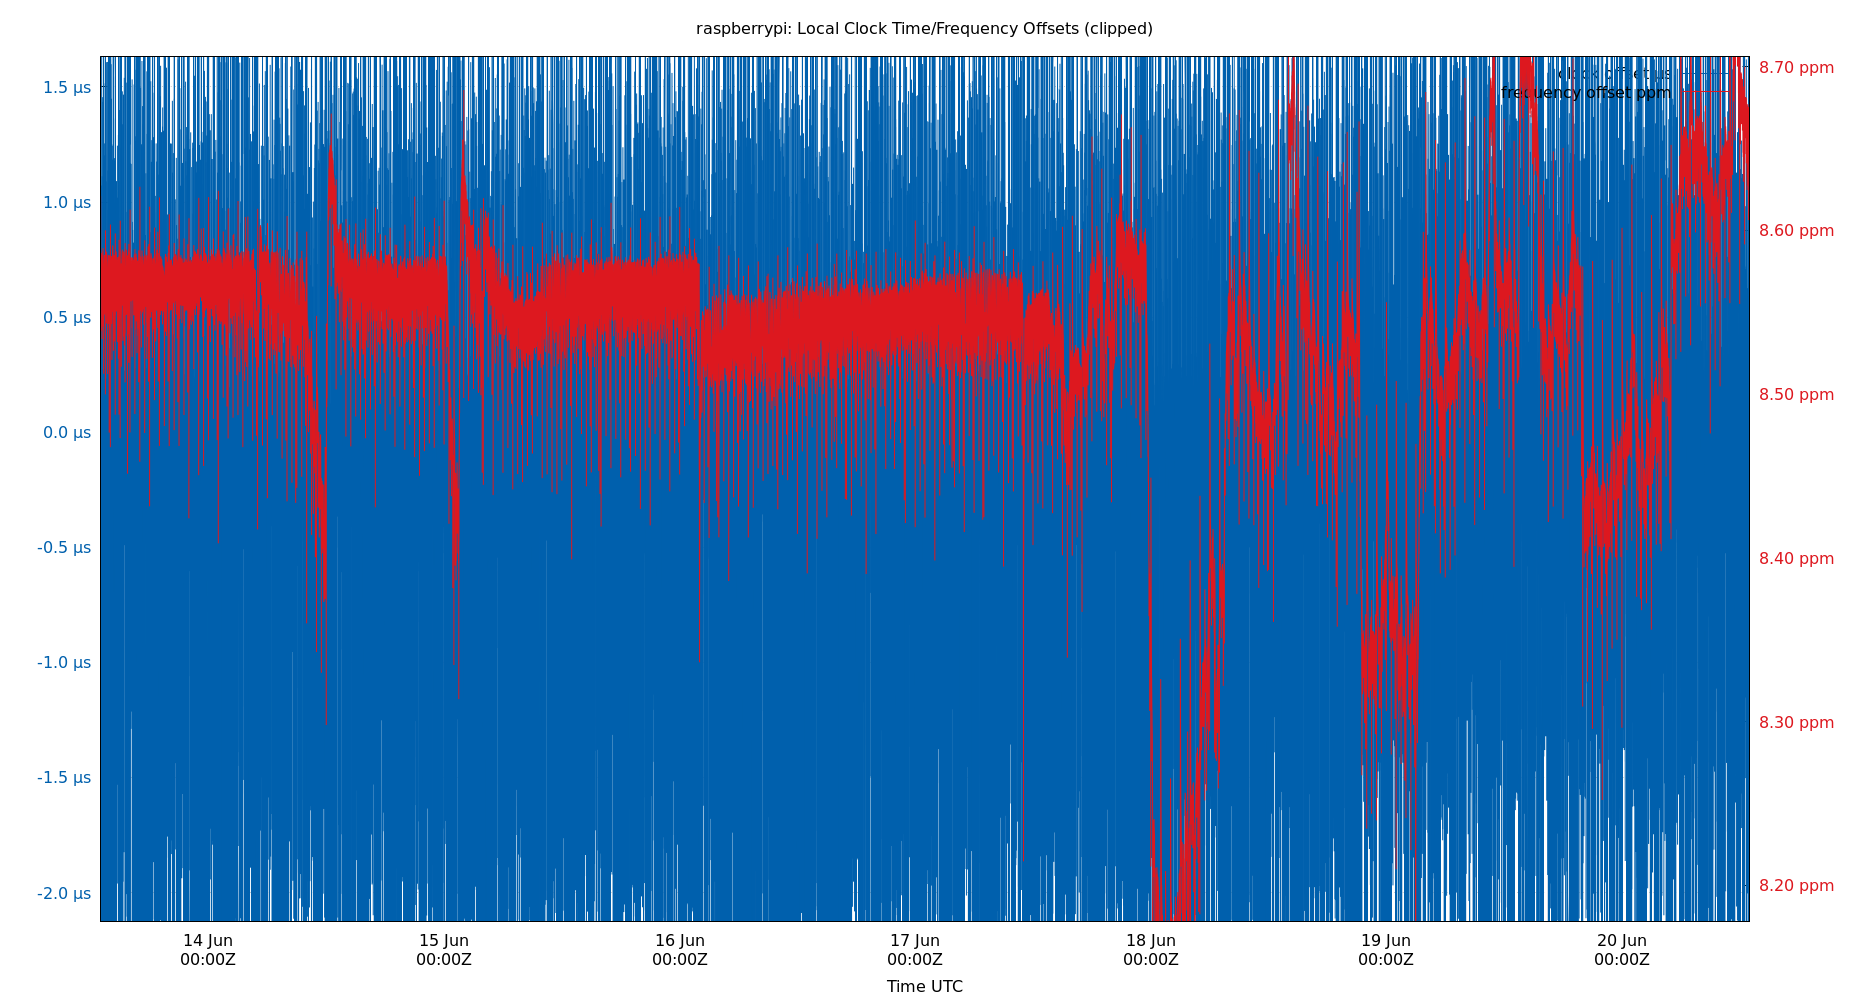 raspberrypi: Local Clock Time/Frequency Offsets (clipped)
clock offset µs
frequency offset ppm
1.5 µs
1.0 µs
0.5 µs
0.0 µs
-0.5 µs
-1.0 µs
-1.5 µs
-2.0 µs
8.70 ppm
8.60 ppm
8.50 ppm
8.40 ppm
8.30 ppm
8.20 ppm
14 Jun
00:00Z
15 Jun
00:00Z
16 Jun
00:00Z
17 Jun
00:00Z
18 Jun
00:00Z
19 Jun
00:00Z
20 Jun
00:00Z
Time UTC